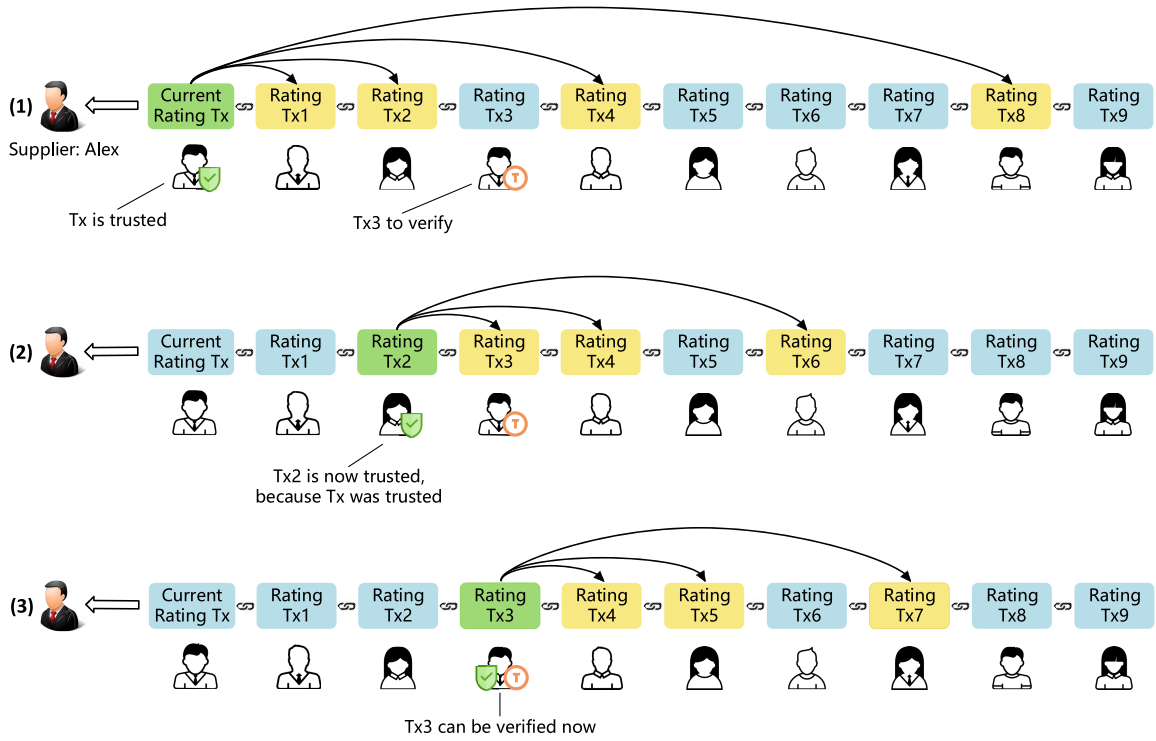 (1)
Supplier: Alex
Current
Rating Tx
Rating
Tx1
Rating
Tx2
Rating
Tx3
Rating
Tx4
Rating
Tx5
Rating
Tx6
Rating
Tx7
Rating
Tx8
Rating
Tx9
T
Tx is trusted
Tx3 to verify
(2)
Current
Rating Tx
Rating
Tx1
Rating
Tx2
Rating
Tx3
Rating
Tx4
Rating
Tx5
Rating
Tx6
Rating
Tx7
Rating
Tx8
Rating
Tx9
T
Tx2 is now trusted,
because Tx was trusted
(3)
Current
Rating Tx
Rating
Tx1
Rating
Tx2
Rating
Tx3
Rating
Tx4
Rating
Tx5
Rating
Tx6
Rating
Tx7
Rating
Tx8
Rating
Tx9
T
Tx3 can be verified now